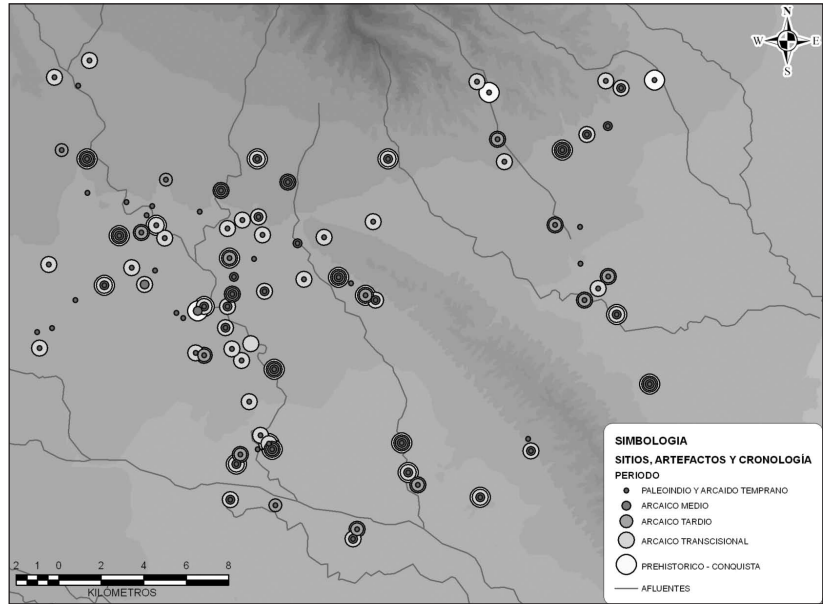 N
W E
S
SIMBOLOGIA
SITIOS, ARTEFACTOS Y CRONOLOGÍA
PERIODO
PALEOINDIO Y ARCAIDO TEMPRANO
ARCAICO MEDIO
ARCAICO TARDIO
ARCAICO TRANSCISIONAL
PREHISTORICO - CONQUISTA
AFLUENTES
2 1 0 2 4 6 8
KILÓMETROS